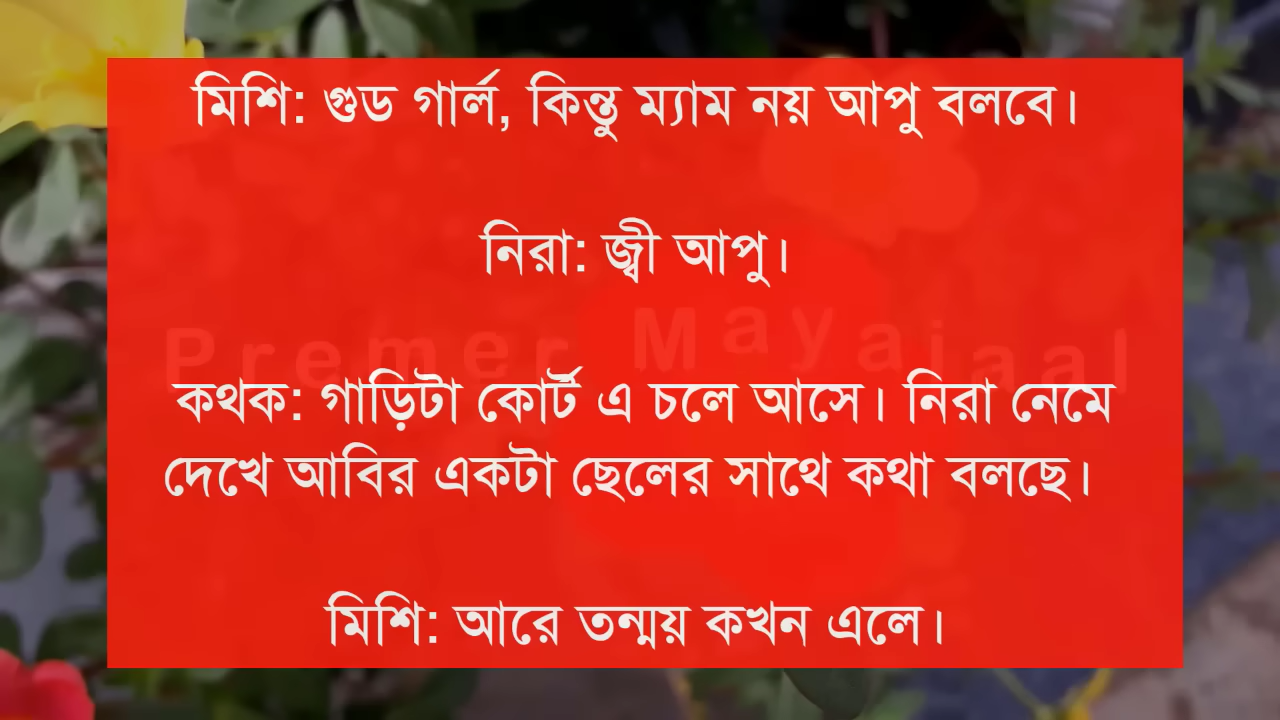 মিশি: গুড গার্ল, কিন্তু ম্যাম নয় আপু বলবে।
নিরা: জ্বী আপু।
Premer Mayajaal
কথক: গাড়িটা কোর্ট এ চলে আসে। নিরা নেমে
দেখে আবির একটা ছেলের সাথে কথা বলছে।
মিশি: আরে তন্ময় কখন এলে।